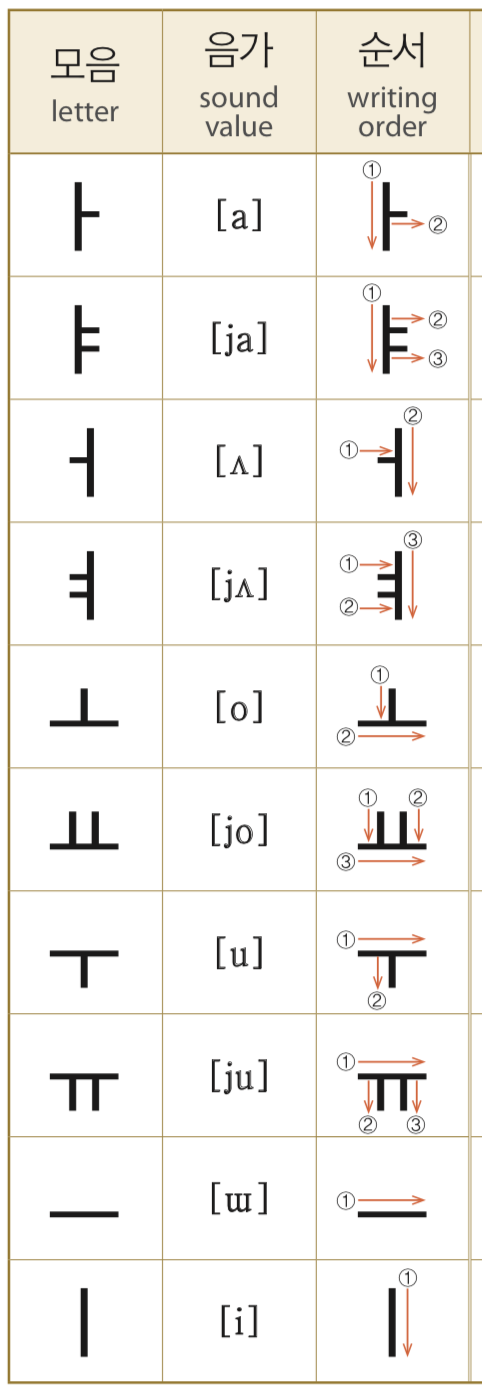 모음 음가 순서
letter sound value writing order
ㅏ [a] ① ②
ㅑ [ja] ① ② ③
ㅓ [ʌ] ① ②
ㅕ [jʌ] ① ② ③
ㅗ [o] ① ②
ㅛ [jo] ① ② ③
ㅜ [u] ① ②
ㅠ [ju] ① ② ③
ㅡ [ɯ] ①
ㅣ [i] ①